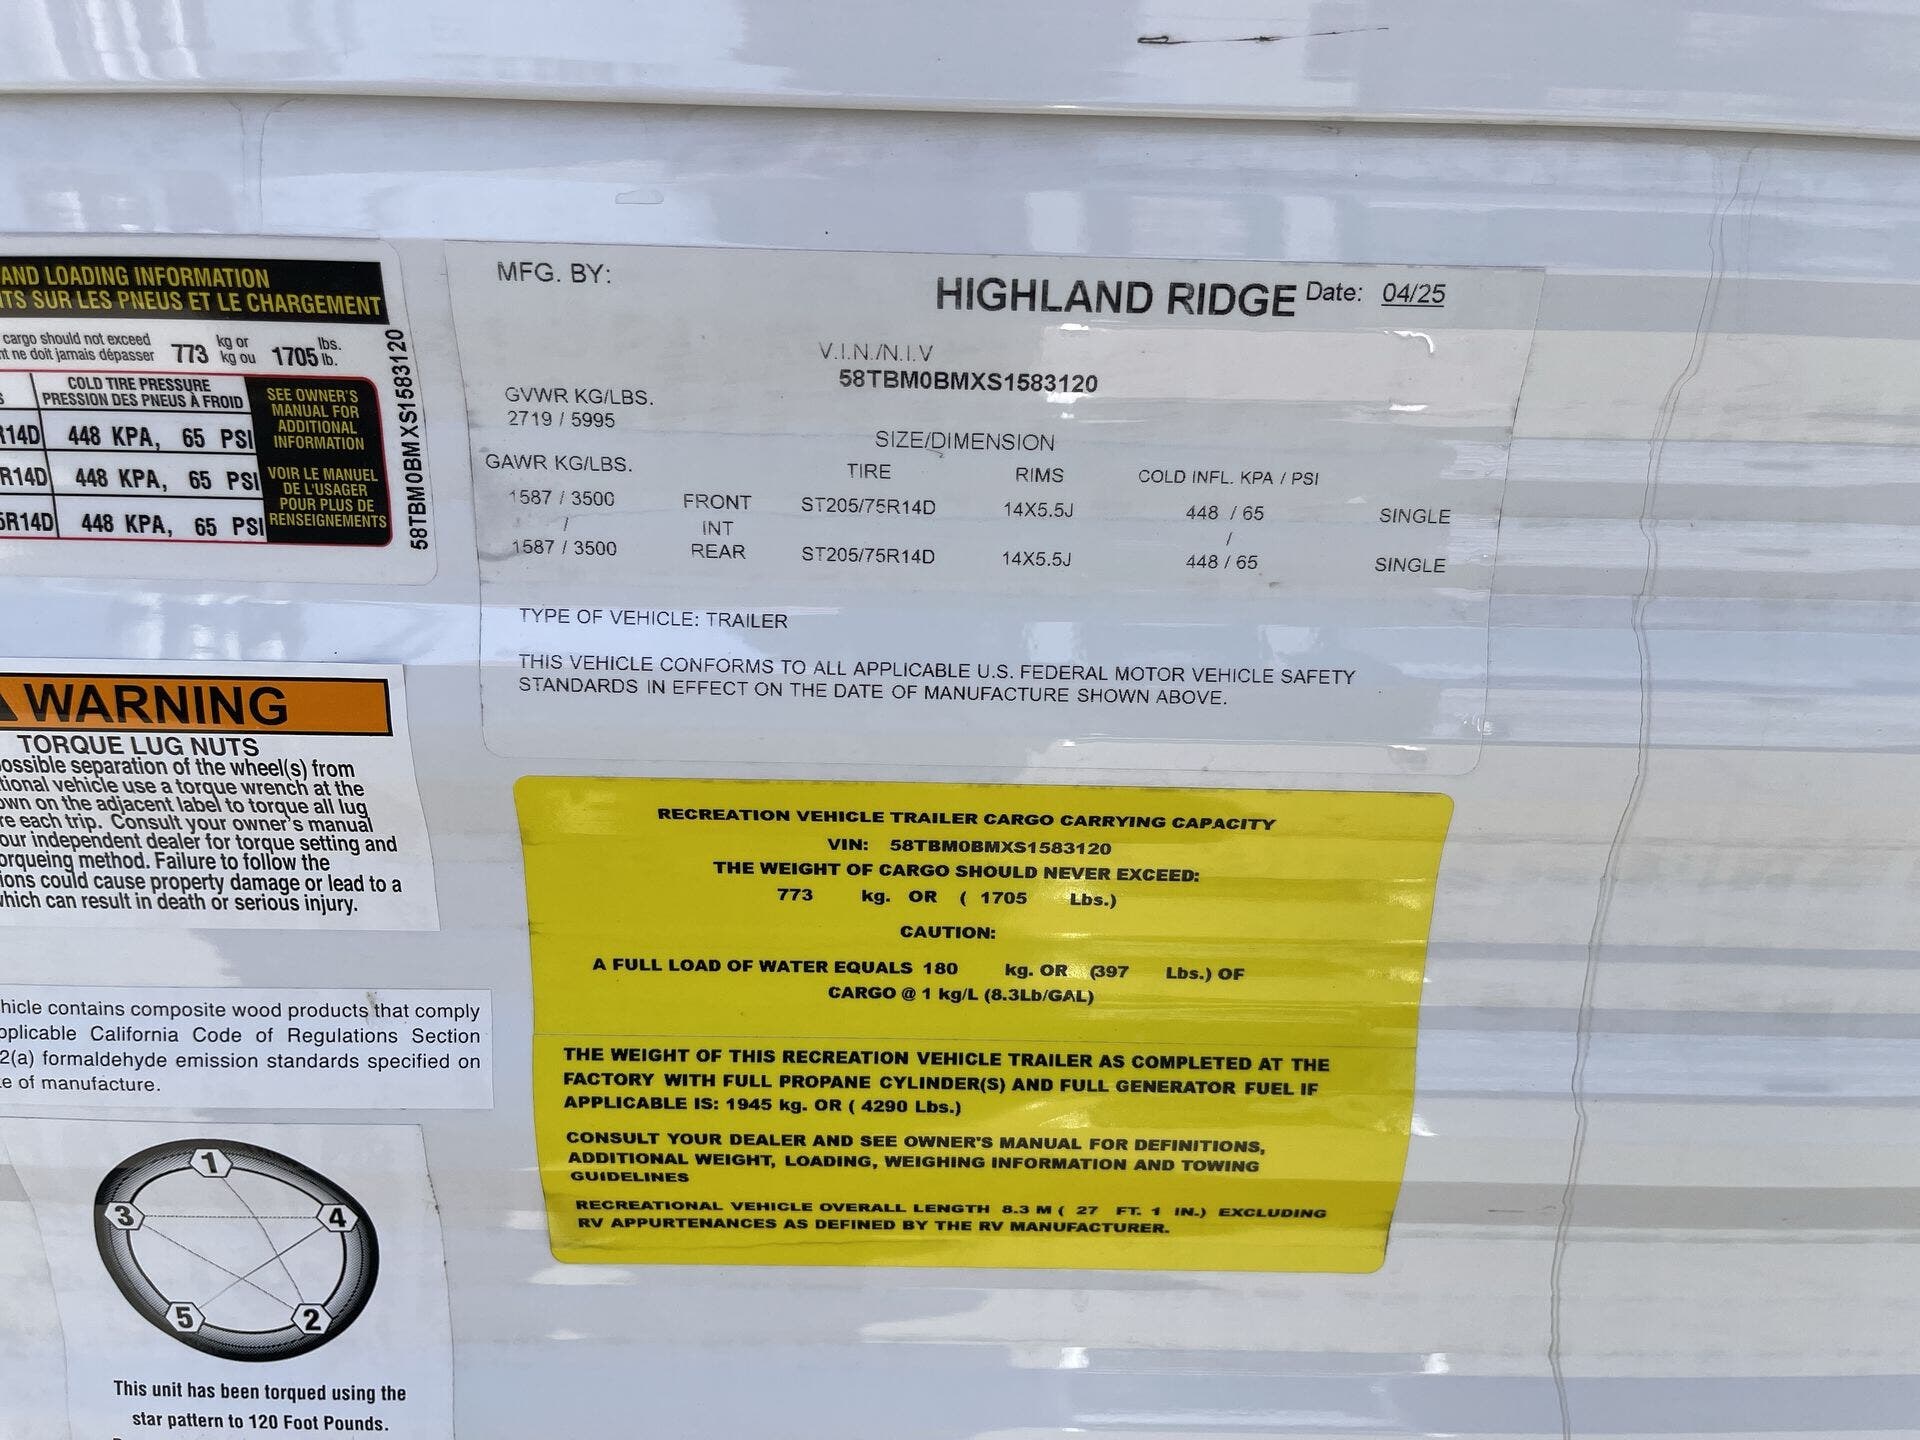 AND LOADING INFORMATION
TS SUR LES PNEUS ET LE CHARGEMENT
cargo should not exceed 773 kg or 1705 lbs.
nt ne doit jamais dépasser kg ou lb.
COLD TIRE PRESSURE
PRESSION DES PNEUS À FROID
R14D 448 KPA, 65 PSI
R14D 448 KPA, 65 PSI
5R14D 448 KPA, 65 PSI
SEE OWNER'S
MANUAL FOR
ADDITIONAL
INFORMATION
VOIR LE MANUEL
DE L'USAGER
POUR PLUS DE
RENSEIGNEMENTS
58TBM0BMXS1583120
MFG. BY:
HIGHLAND RIDGE Date: 04/25
V.I.N./N.I.V
58TBM0BMXS1583120
GVWR KG/LBS.
2719 / 5995
SIZE/DIMENSION
GAWR KG/LBS. TIRE RIMS COLD INFL. KPA / PSI
1587 / 3500 FRONT ST205/75R14D 14X5.5J 448 / 65 SINGLE
/ INT /
1587 / 3500 REAR ST205/75R14D 14X5.5J 448 / 65 SINGLE
TYPE OF VEHICLE: TRAILER
THIS VEHICLE CONFORMS TO ALL APPLICABLE U.S. FEDERAL MOTOR VEHICLE SAFETY
STANDARDS IN EFFECT ON THE DATE OF MANUFACTURE SHOWN ABOVE.
WARNING
TORQUE LUG NUTS
ossible separation of the wheel(s) from
tional vehicle use a torque wrench at the
own on the adjacent label to torque all lug
re each trip. Consult your owner's manual
our independent dealer for torque setting and
orqueing method. Failure to follow the
ions could cause property damage or lead to a
which can result in death or serious injury.
RECREATION VEHICLE TRAILER CARGO CARRYING CAPACITY
VIN: 58TBM0BMXS1583120
THE WEIGHT OF CARGO SHOULD NEVER EXCEED:
773 kg. OR ( 1705 Lbs.)
CAUTION:
A FULL LOAD OF WATER EQUALS 180 kg. OR (397 Lbs.) OF
CARGO @ 1 kg/L (8.3Lb/GAL)
THE WEIGHT OF THIS RECREATION VEHICLE TRAILER AS COMPLETED AT THE
FACTORY WITH FULL PROPANE CYLINDER(S) AND FULL GENERATOR FUEL IF
APPLICABLE IS: 1945 kg. OR ( 4290 Lbs.)
CONSULT YOUR DEALER AND SEE OWNER'S MANUAL FOR DEFINITIONS,
ADDITIONAL WEIGHT, LOADING, WEIGHING INFORMATION AND TOWING
GUIDELINES
RECREATIONAL VEHICLE OVERALL LENGTH 8.3 M ( 27 FT. 1 IN.) EXCLUDING
RV APPURTENANCES AS DEFINED BY THE RV MANUFACTURER.
hicle contains composite wood products that comply
pplicable California Code of Regulations Section
2(a) formaldehyde emission standards specified on
te of manufacture.
1
3 4
5 2
This unit has been torqued using the
star pattern to 120 Foot Pounds.